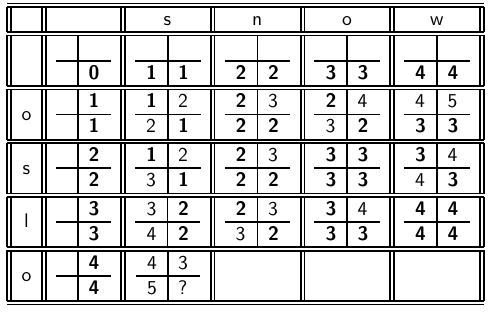 s n o w
0 1 1 2 2 3 3 4 4
1 1 2 2 3 2 4 4 5
o
1 2 1 2 2 3 2 3 3
2 1 2 2 3 3 3 3 4
s
2 3 1 2 2 3 3 4 3
3 3 2 2 3 3 4 4 4
l
3 4 2 3 2 3 3 4 4
4 4 3
o
4 5 ?